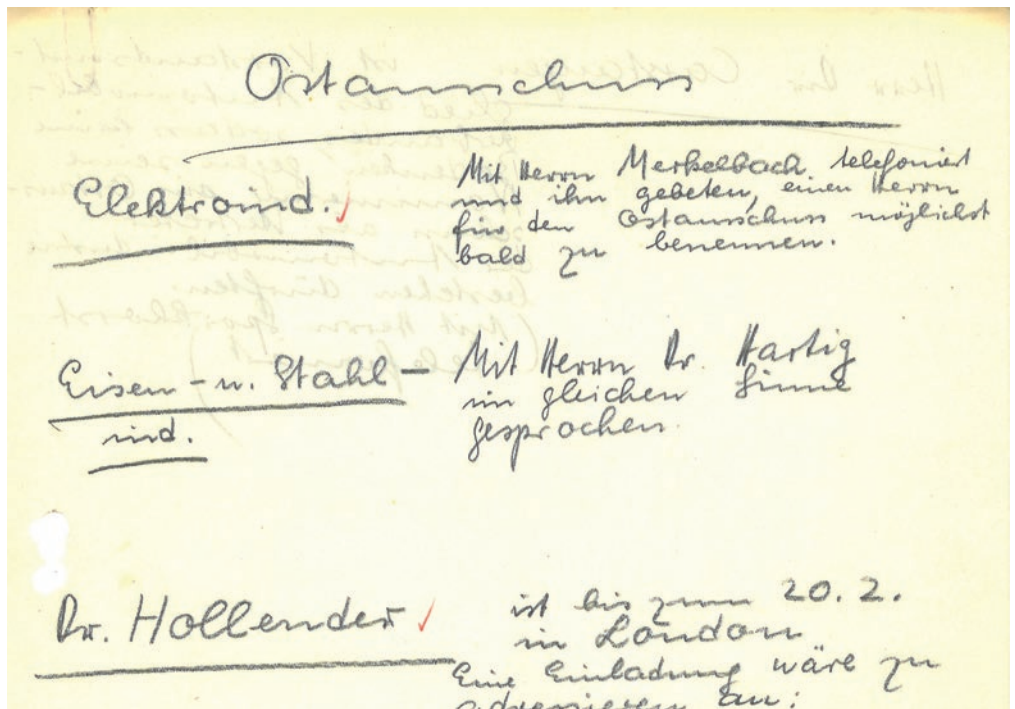 Ostausschuss
Elektroind.
Mit Herrn Merkelbach telefoniert
und ihn gebeten, einen Herrn
für den Ostausschuss möglichst
bald zu benennen.
Eisen- u. Stahl-
ind.
Mit Herrn Dr. Hartig
im gleichen Sinne
gesprochen.
Dr. Hollender
ist bis zum 20. 2.
in London
Eine Einladung wäre zu
adressieren an: